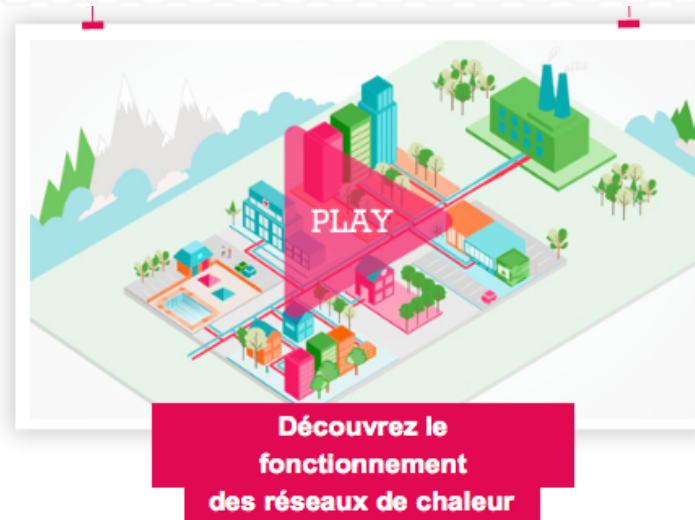 PLAY
Découvrez le
fonctionnement
des réseaux de chaleur